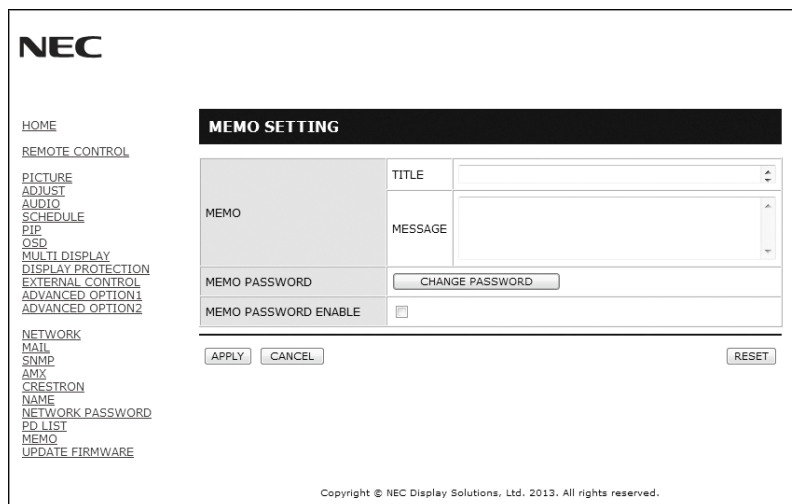 NEC
HOME
REMOTE CONTROL
PICTURE
ADJUST
AUDIO
SCHEDULE
PIP
OSD
MULTI DISPLAY
DISPLAY PROTECTION
EXTERNAL CONTROL
ADVANCED OPTION1
ADVANCED OPTION2
NETWORK
MAIL
SNMP
AMX
CRESTRON
NAME
NETWORK PASSWORD
PD LIST
MEMO
UPDATE FIRMWARE
MEMO SETTING
MEMO
TITLE
MESSAGE
MEMO PASSWORD
CHANGE PASSWORD
MEMO PASSWORD ENABLE
APPLY
CANCEL
RESET
Copyright © NEC Display Solutions, Ltd. 2013. All rights reserved.